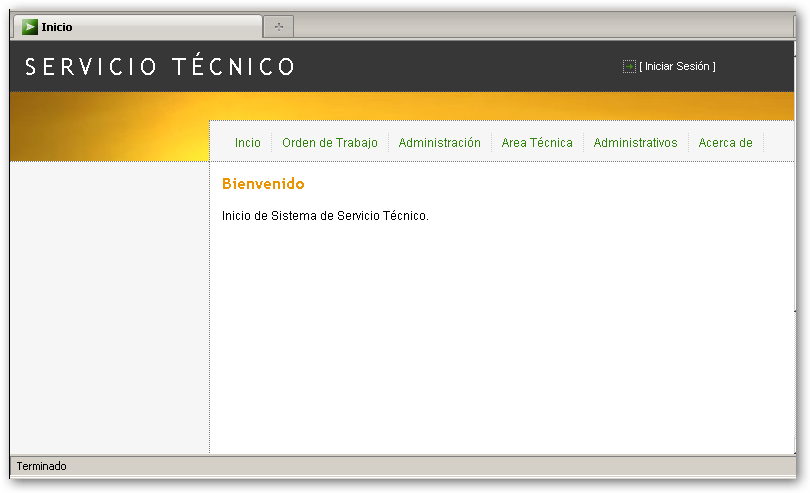 Inicio
SERVICIO TÉCNICO
[ Iniciar Sesión ]
Incio Orden de Trabajo Administración Area Técnica Administrativos Acerca de
Bienvenido
Inicio de Sistema de Servicio Técnico.
Terminado